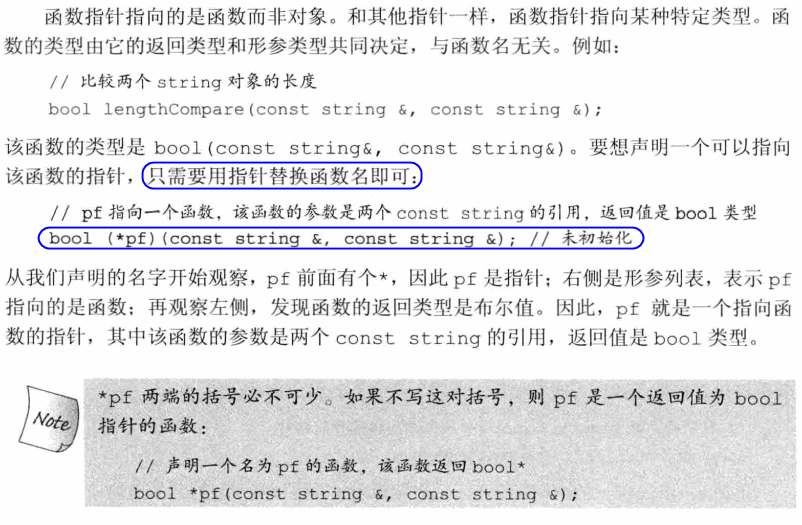 函数指针指向的是函数而非对象。和其他指针一样，函数指针指向某种特定类型。函
数的类型由它的返回类型和形参类型共同决定，与函数名无关。例如：
// 比较两个 string 对象的长度
bool lengthCompare(const string &, const string &);
该函数的类型是 bool(const string&, const string&)。要想声明一个可以指向
该函数的指针，只需要用指针替换函数名即可：
// pf 指向一个函数，该函数的参数是两个 const string 的引用，返回值是 bool 类型
bool (*pf)(const string &, const string &); // 未初始化
从我们声明的名字开始观察，pf 前面有个*，因此 pf 是指针；右侧是形参列表，表示 pf
指向的是函数；再观察左侧，发现函数的返回类型是布尔值。因此，pf 就是一个指向函
数的指针，其中该函数的参数是两个 const string 的引用，返回值是 bool 类型。
Note
*pf 两端的括号必不可少。如果不写这对括号，则 pf 是一个返回值为 bool
指针的函数：
// 声明一个名为 pf 的函数，该函数返回 bool*
bool *pf(const string &, const string &);